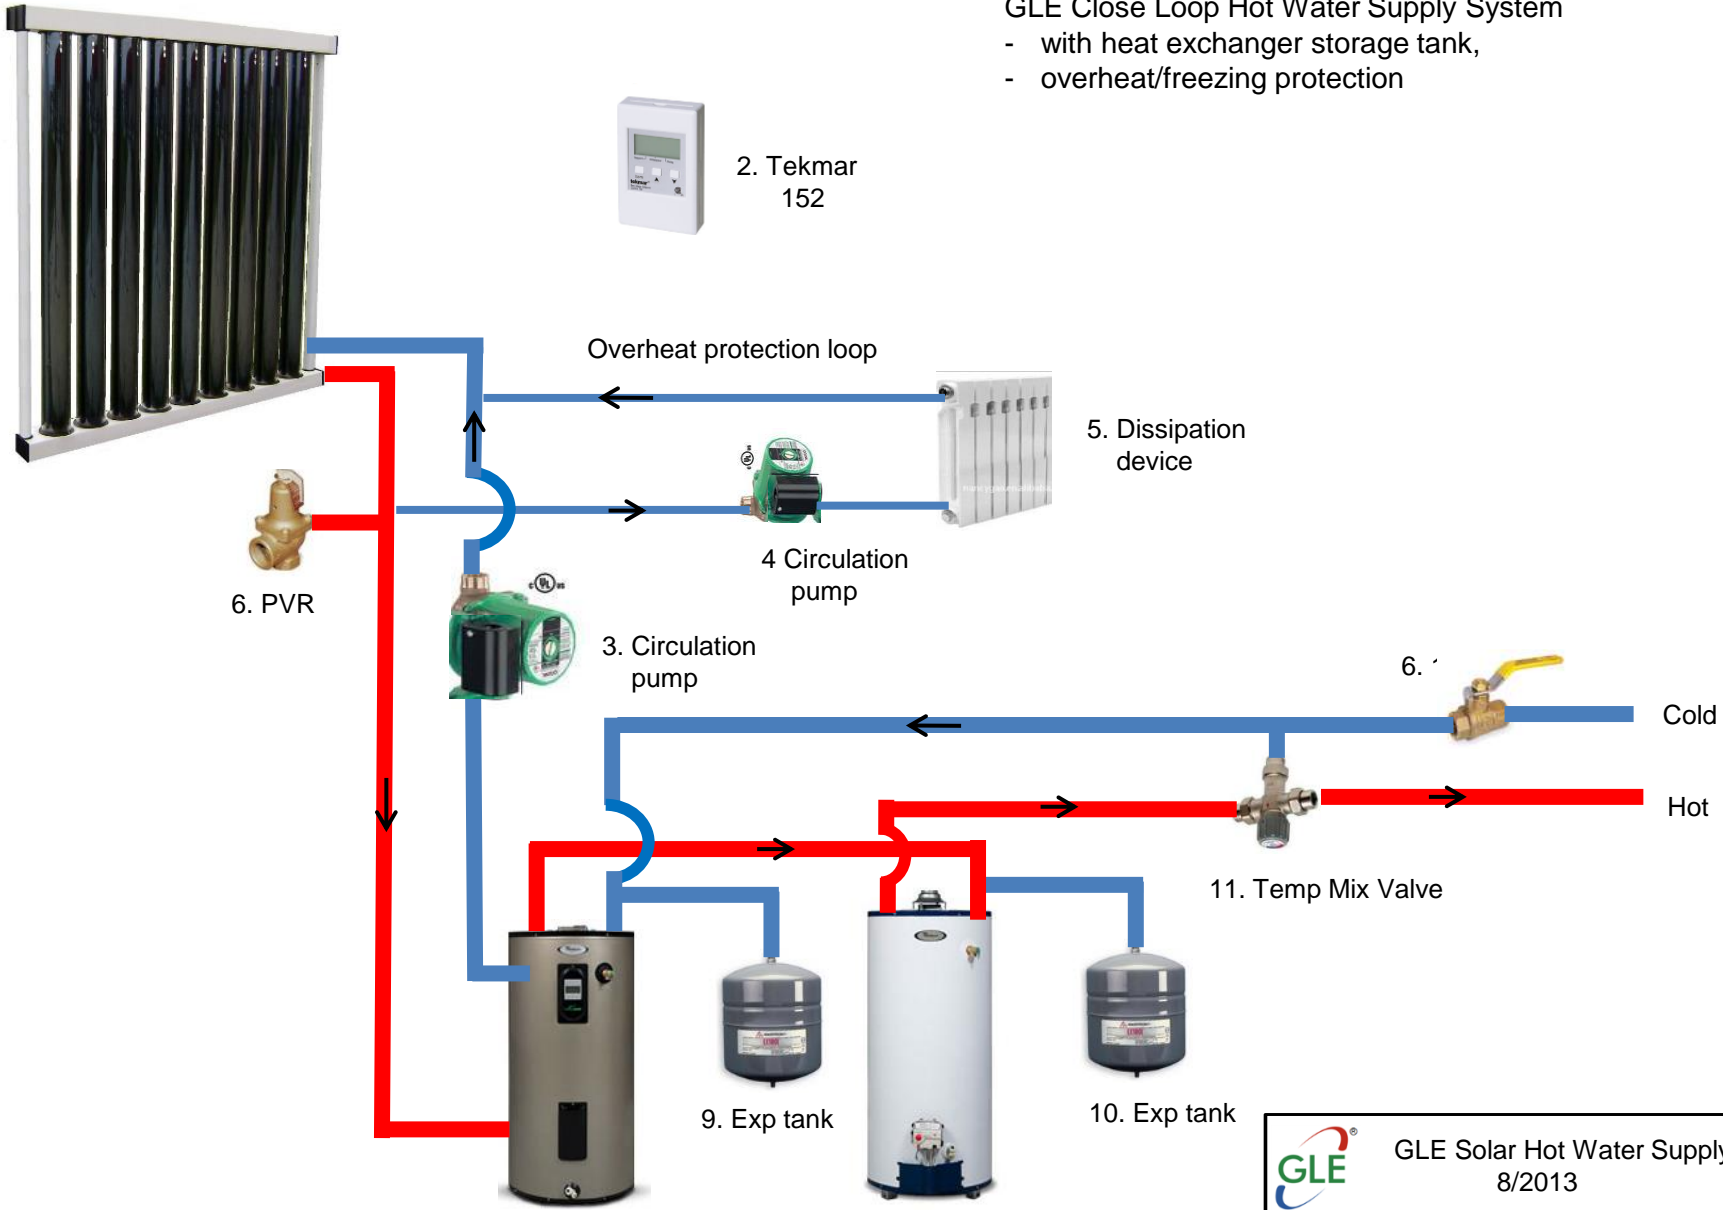 GLE Close Loop Hot Water Supply System
- with heat exchanger storage tank,
- overheat/freezing protection
2. Tekmar
152
Overheat protection loop
5. Dissipation
device
4 Circulation
pump
6. PVR
3. Circulation
pump
6.
Cold
Hot
11. Temp Mix Valve
9. Exp tank
10. Exp tank
GLE®
GLE Solar Hot Water Supply
8/2013